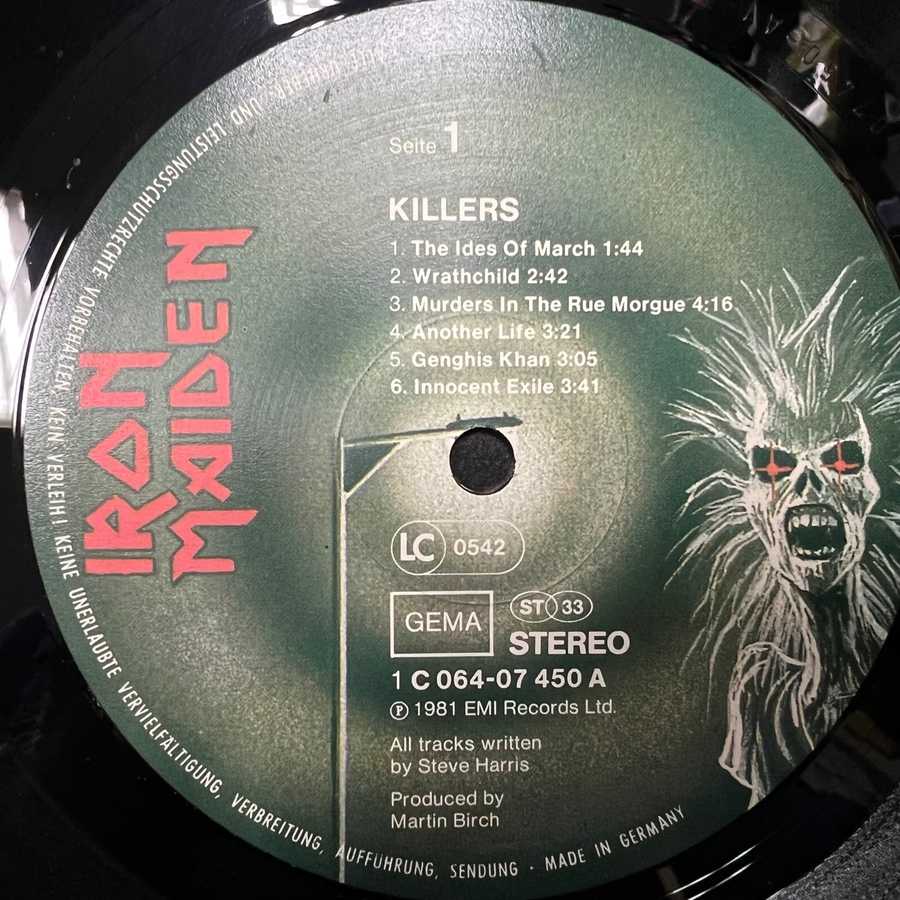 Seite 1
KILLERS
1. The Ides Of March 1:44
2. Wrathchild 2:42
3. Murders In The Rue Morgue 4:16
4. Another Life 3:21
5. Genghis Khan 3:05
6. Innocent Exile 3:41
IRON
MAIDEN
LC 0542
GEMA
ST 33
STEREO
1 C 064-07 450 A
Ⓟ 1981 EMI Records Ltd.
All tracks written
by Steve Harris
Produced by
Martin Birch
UND LEISTUNGSSCHUTZRECHTE VORBEHALTEN. KEIN VERLEIH! KEINE UNERLAUBTE VERVIELFÄLTIGUNG, VERBREITUNG, AUFFÜHRUNG, SENDUNG · MADE IN GERMANY